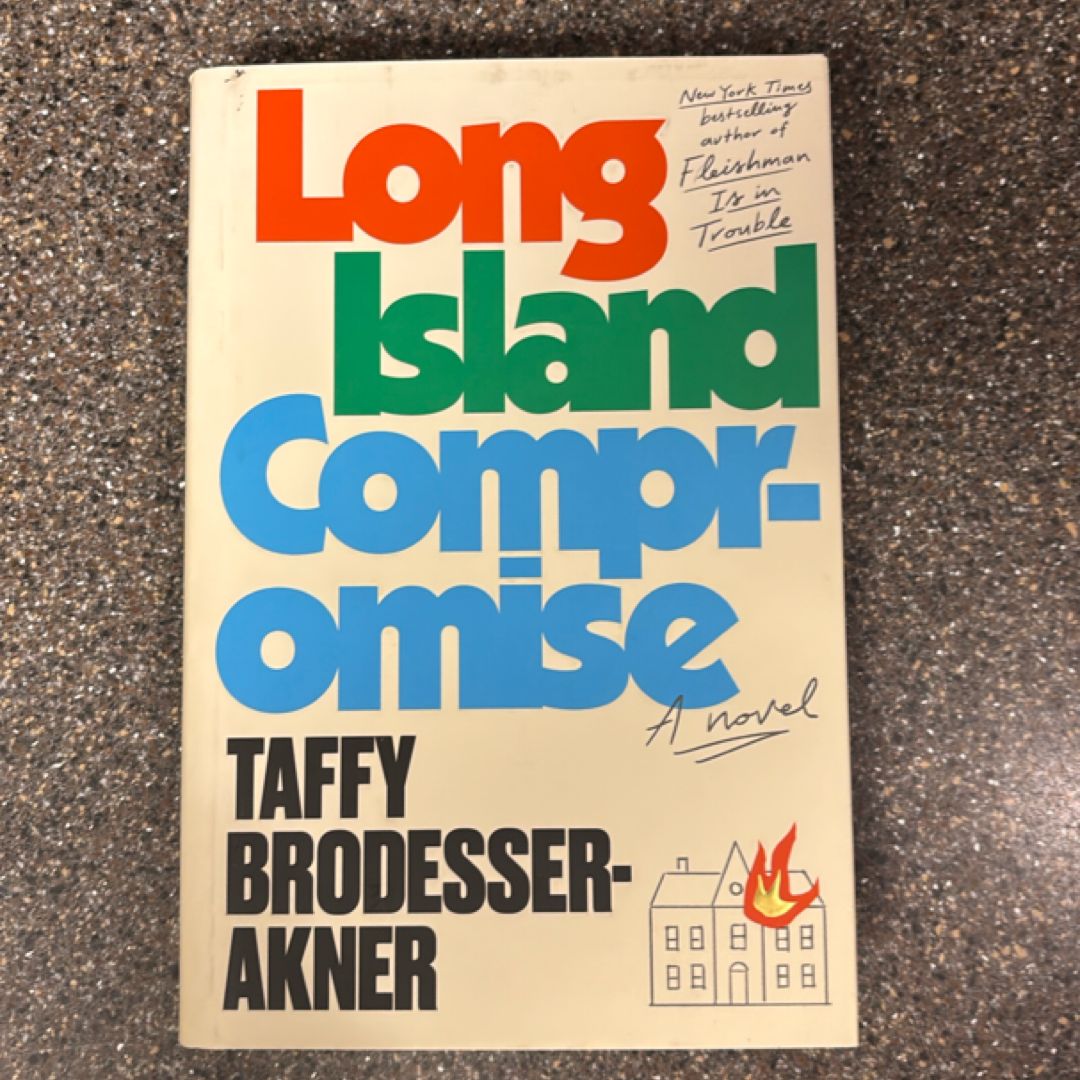 Long
Island
Compr-
omise
New York Times
bestselling
author of
Fleishman
Is in
Trouble
A novel
TAFFY
BRODESSER-
AKNER